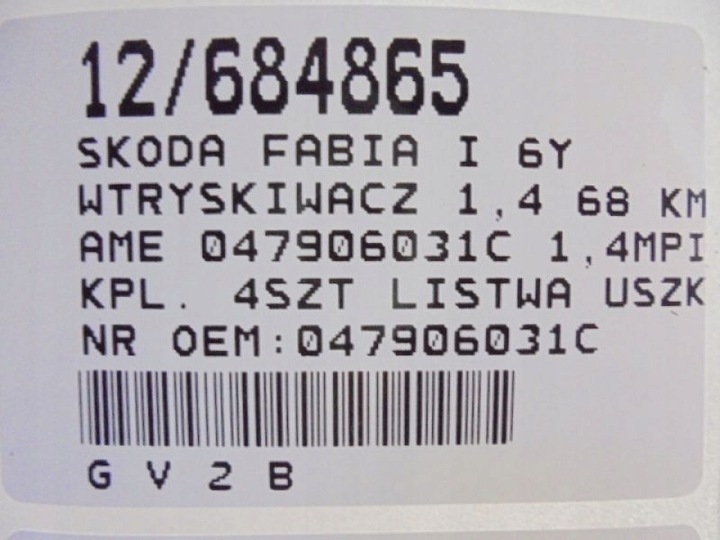 12/684865
SKODA FABIA I 6Y
WTRYSKIWACZ 1,4 68 KM
AME 047906031C 1,4MPI
KPL. 4SZT LISTWA USZK
NR OEM:047906031C
G V 2 B